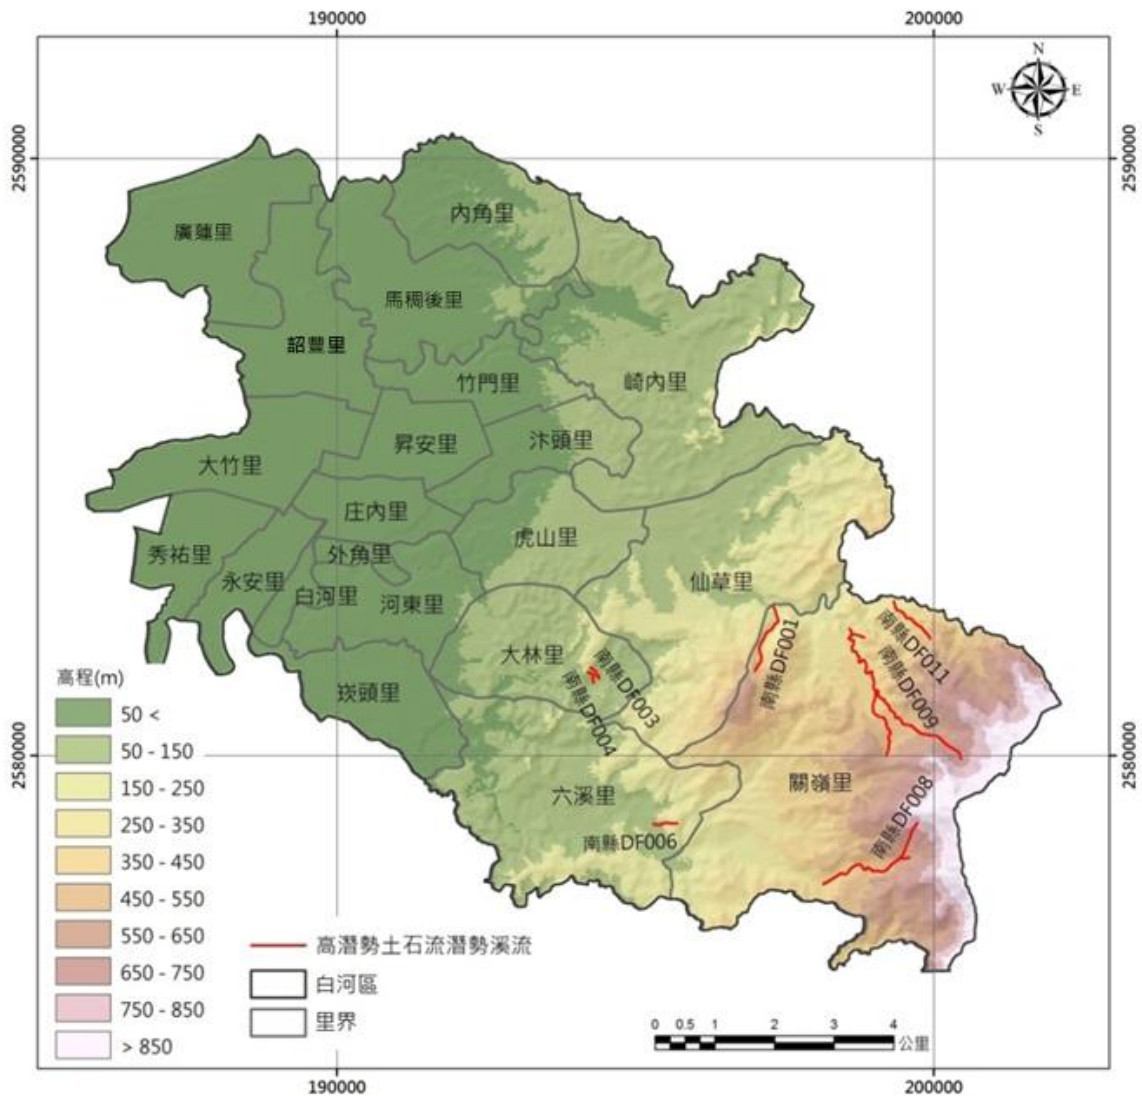 190000
200000
N
W
E
S
2590000
2590000
內角里
廣蓮里
馬稠後里
詔豐里
竹門里
崎內里
汴頭里
昇安里
大竹里
庄內里
虎山里
外角里
秀祐里
永安里
仙草里
白河里
河東里
大林里
南縣DF011
南縣DF001
南縣DF003
南縣DF009
南縣DF004
崁頭里
2580000
2580000
關嶺里
六溪里
南縣DF008
南縣DF006
高程(m)
50 <
50 - 150
150 - 250
250 - 350
350 - 450
450 - 550
550 - 650
650 - 750
750 - 850
> 850
高潛勢土石流潛勢溪流
白河區
里界
0 0.5 1 2 3 4
公里
190000
200000